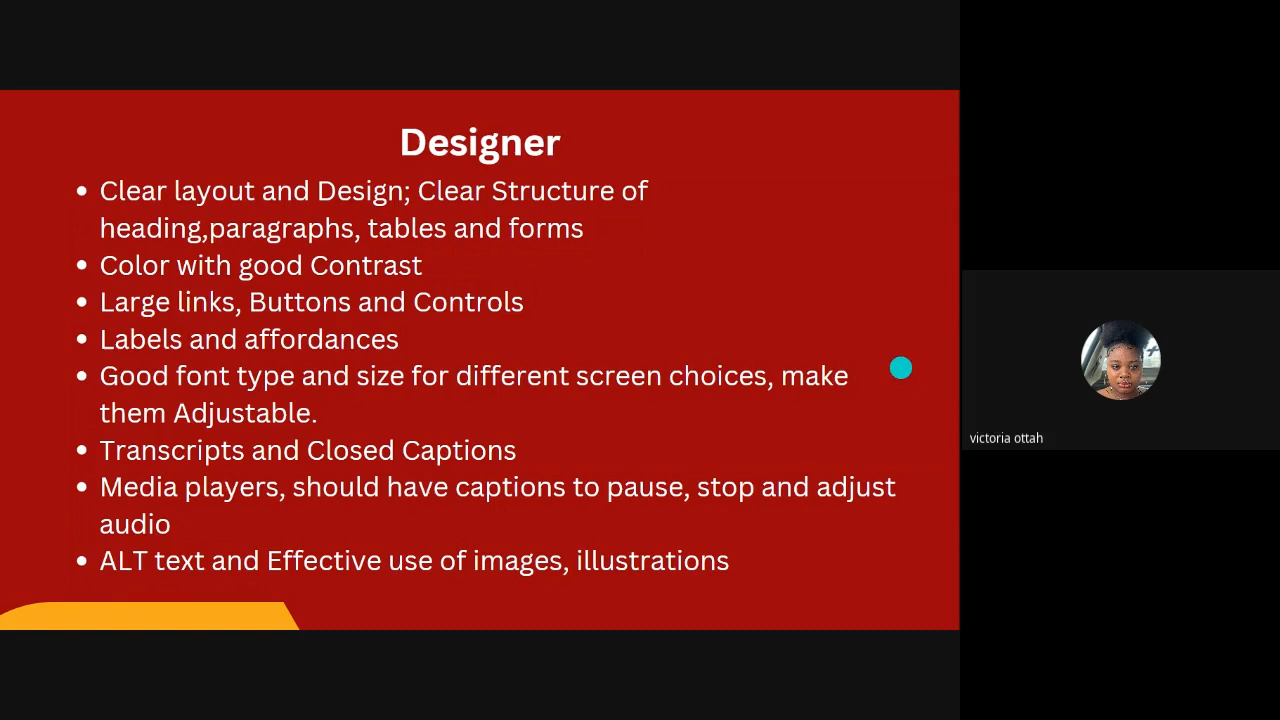 Designer
• Clear layout and Design; Clear Structure of
heading,paragraphs, tables and forms
• Color with good Contrast
• Large links, Buttons and Controls
• Labels and affordances
• Good font type and size for different screen choices, make
them Adjustable.
• Transcripts and Closed Captions
• Media players, should have captions to pause, stop and adjust
audio
• ALT text and Effective use of images, illustrations
victoria ottah